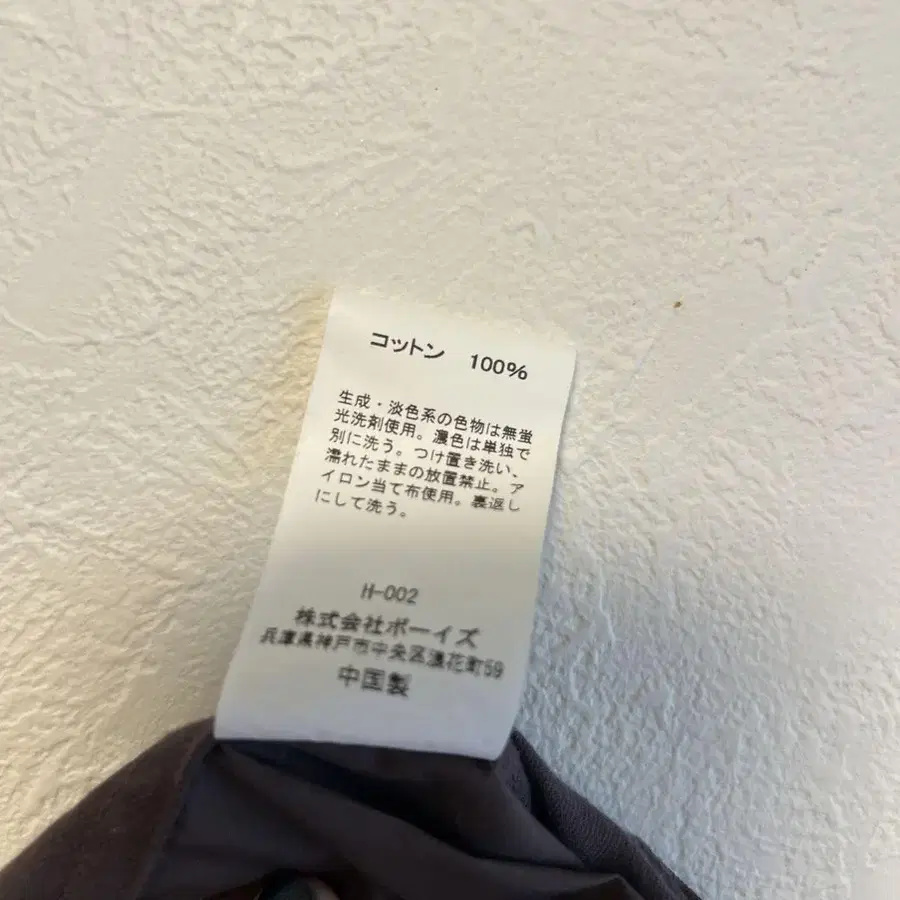 コットン 100%
生成・淡色系の色物は無蛍
光洗剤使用。濃色は単独で
別に洗う。つけ置き洗い、
濡れたままの放置禁止。ア
イロン当て布使用。裏返し
にして洗う。
H-002
株式会社ボーイズ
兵庫県神戸市中央区浪花町59
中国製